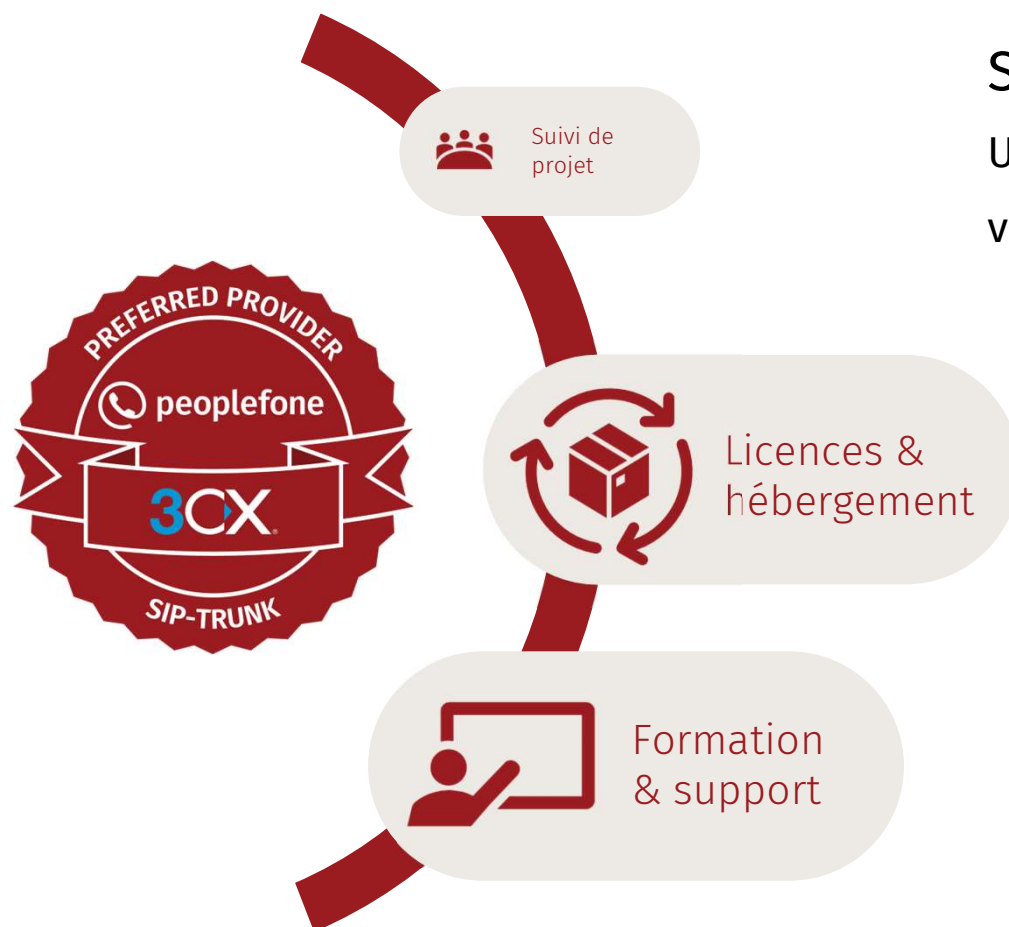 PREFERRED PROVIDER
peoplefone
3CX
SIP-TRUNK
Suivi de
projet
Licences &
hébergement
Formation
& support
S
U
v